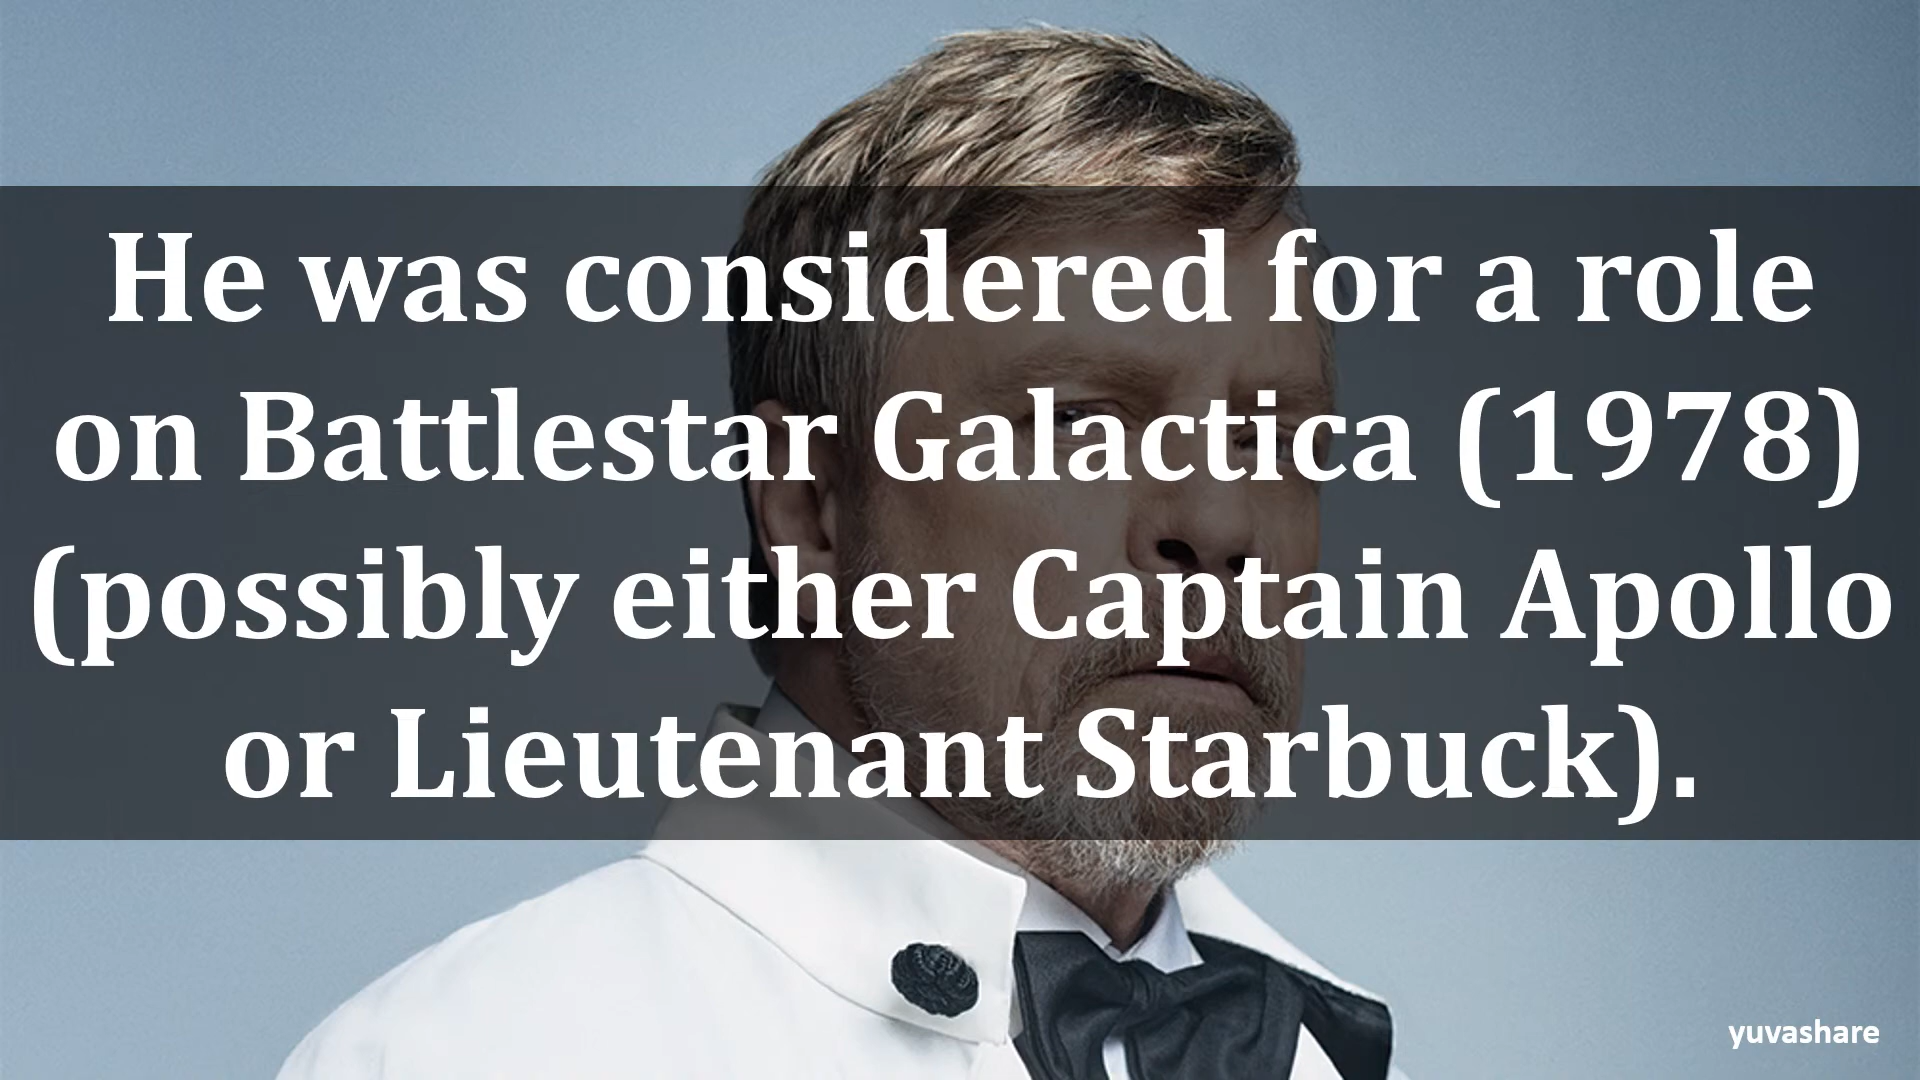 He was considered for a role
on Battlestar Galactica (1978)
(possibly either Captain Apollo
or Lieutenant Starbuck).
yuvashare